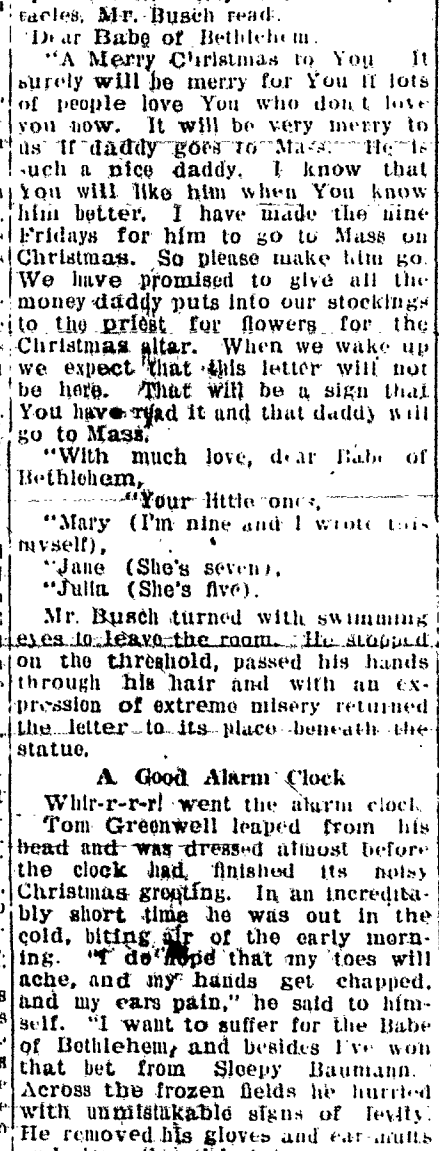 tacles, Mr. Busch read.
"Dear Babe of Bethlehem.
"A Merry Christmas to You It
surely will be merry for You if lots
of people love You who don't love
you now. It will be very merry to
us if daddy goes to Mass. He is
such a nice daddy. I know that
You will like him when You know
him better. I have made the nine
Fridays for him to go to Mass on
Christmas. So please make him go.
We have promised to give all the
money daddy puts into our stockings
to the priest for flowers for the
Christmas altar. When we wake up
we expect that this letter will not
be here. That will be a sign that
You have read it and that daddy will
go to Mass.
"With much love, dear Babe of
Bethlehem,
"Your little ones,
"Mary (I'm nine and I wrote this
myself),
"Jane (She's seven),
"Julia (She's five).
Mr. Busch turned with swimming
eyes to leave the room. He stopped
on the threshold, passed his hands
through his hair and with an ex-
pression of extreme misery returned
the letter to its place beneath the
statue.
A Good Alarm Clock
Whir-r-r-r! went the alarm clock.
Tom Greenwell leaped from his
bead and was dressed almost before
the clock had finished its noisy
Christmas greeting. In an incredita-
bly short time he was out in the
cold, biting air of the early morn-
ing. "I do hope that my toes will
ache, and my hands get chapped,
and my ears pain," he said to him-
self. "I want to suffer for the Babe
of Bethlehem, and besides I've won
that bet from Sleepy Baumann.
Across the frozen fields he hurried
with unmistakable signs of levity.
He removed his gloves and ear-muffs